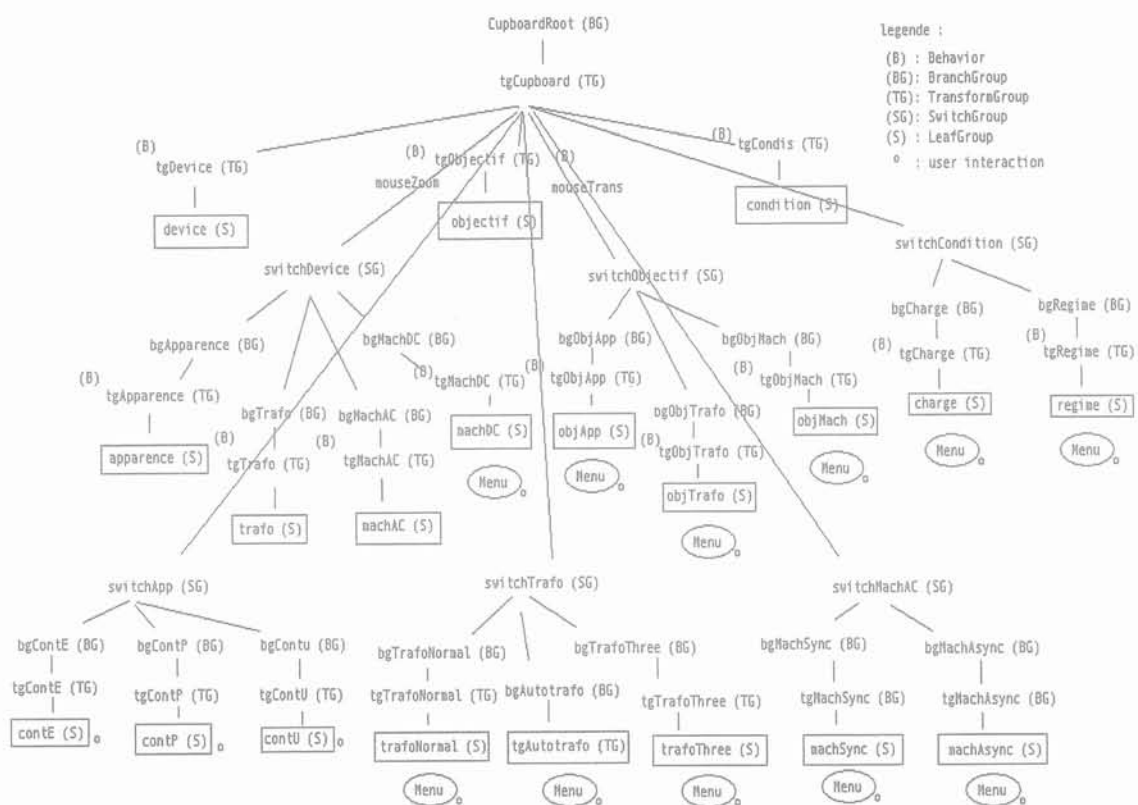 CupboardRoot (BG)
tgCupboard (TG)
legende :
(B) : Behavior
(BG): BranchGroup
(TG): TransformGroup
(SG): SwitchGroup
(S) : LeafGroup
o : user interaction
(B)
tgDevice (TG)
device (S)
mouseZoom
(B)
tgObjectif (TG)
objectif (S)
(B)
mouseTrans
(B)
tgCondis (TG)
condition (S)
switchDevice (SG)
switchObjectif (SG)
switchCondition (SG)
bgApparence (BG)
(B)
tgApparence (TG)
apparence (S)
bgTrafo (BG)
(B)
tgTrafo (TG)
trafo (S)
bgMachAC (BG)
(B)
tgMachAC (TG)
machAC (S)
bgMachDC (BG)
(B)
tgMachDC (TG)
machDC (S)
Menu o
bgObjApp (BG)
(B)
tgObjApp (TG)
objApp (S)
Menu o
bgObjTrafo (BG)
(B)
tgObjTrafo (TG)
objTrafo (S)
Menu o
bgObjMach (BG)
(B)
tgObjMach (TG)
objMach (S)
Menu o
bgCharge (BG)
(B)
tgCharge (TG)
charge (S)
Menu o
bgRegime (BG)
(B)
tgRegime (TG)
regime (S)
Menu o
switchApp (SG)
switchTrafo (SG)
switchMachAC (SG)
bgContE (BG)
tgContE (TG)
contE (S) o
bgContP (BG)
tgContP (TG)
contP (S) o
bgContu (BG)
tgContU (TG)
contU (S) o
bgTrafoNormal (BG)
tgTrafoNormal (TG)
trafoNormal (S)
Menu o
bgAutotrafo (BG)
tgAutotrafo (TG)
Menu o
bgTrafoThree (BG)
tgTrafoThree (TG)
trafoThree (S)
Menu o
bgMachSync (BG)
tgMachSync (BG)
machSync (S)
Menu o
bgMachAsync (BG)
tgMachAsync (BG)
machAsync (S)
Menu o